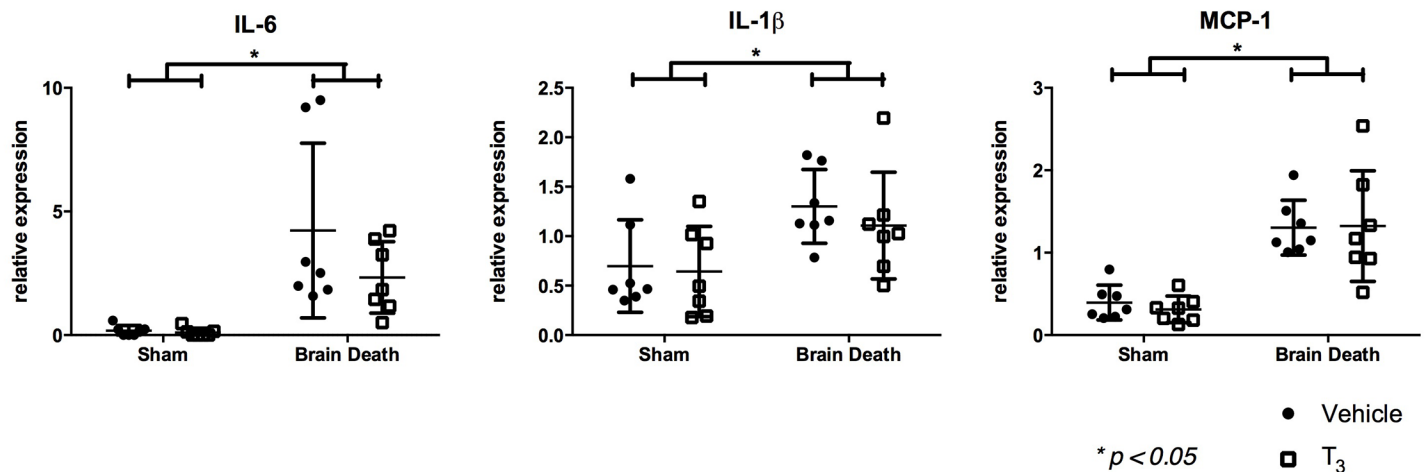 IL-6
*
relative expression
10
5
0
Sham
Brain Death
IL-1β
*
relative expression
2.5
2.0
1.5
1.0
0.5
0.0
Sham
Brain Death
MCP-1
*
relative expression
3
2
1
0
Sham
Brain Death
Vehicle
T3
* p < 0.05